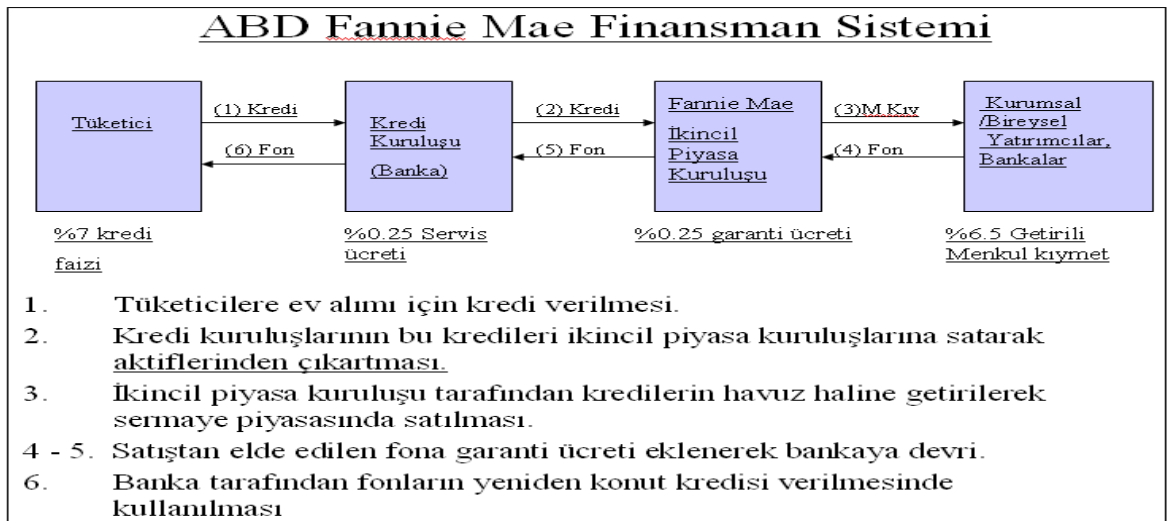 ABD Fannie Mae Finansman Sistemi
Tüketici
(1) Kredi
(6) Fon
Kredi
Kuruluşu
(Banka)
(2) Kredi
(5) Fon
Fannie Mae
İkincil
Piyasa
Kuruluşu
(3)M.Kıy
(4) Fon
Kurumsal
/Bireysel
Yatırımcılar,
Bankalar
%7 kredi
faizi
%0.25 Servis
ücreti
%0.25 garanti ücreti
%6.5 Getirili
Menkul kıymet
1. Tüketicilere ev alımı için kredi verilmesi.
2. Kredi kuruluşlarının bu kredileri ikincil piyasa kuruluşlarına satarak
aktiflerinden çıkartması.
3. İkincil piyasa kuruluşu tarafından kredilerin havuz haline getirilerek
sermaye piyasasında satılması.
4 - 5. Satıştan elde edilen fona garanti ücreti eklenerek bankaya devri.
6. Banka tarafından fonların yeniden konut kredisi verilmesinde
kullanılması